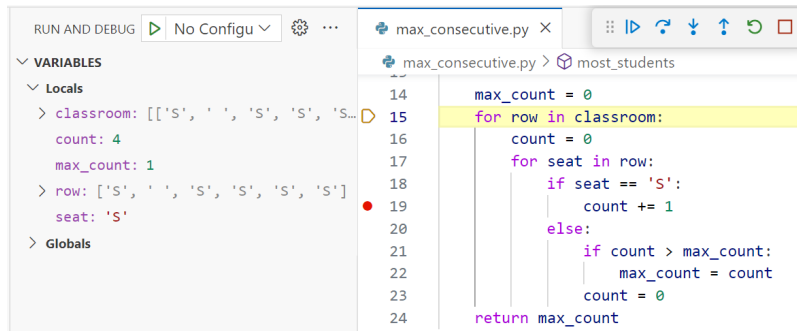 RUN AND DEBUG No Configu
VARIABLES
Locals
classroom: [['S', ' ', 'S', 'S', 'S…
count: 4
max_count: 1
row: ['S', ' ', 'S', 'S', 'S', 'S']
seat: 'S'
Globals
max_consecutive.py
max_consecutive.py > most_students
14 max_count = 0
15 for row in classroom:
16 count = 0
17 for seat in row:
18 if seat == 'S':
19 count += 1
20 else:
21 if count > max_count:
22 max_count = count
23 count = 0
24 return max_count